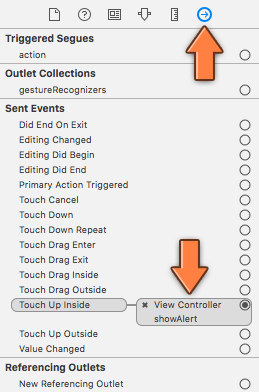 Triggered Segues
action
Outlet Collections
gestureRecognizers
Sent Events
Did End On Exit
Editing Changed
Editing Did Begin
Editing Did End
Primary Action Triggered
Touch Cancel
Touch Down
Touch Down Repeat
Touch Drag Enter
Touch Drag Exit
Touch Drag Inside
Touch Drag Outside
Touch Up Inside
View Controller
showAlert
Touch Up Outside
Value Changed
Referencing Outlets
New Referencing Outlet